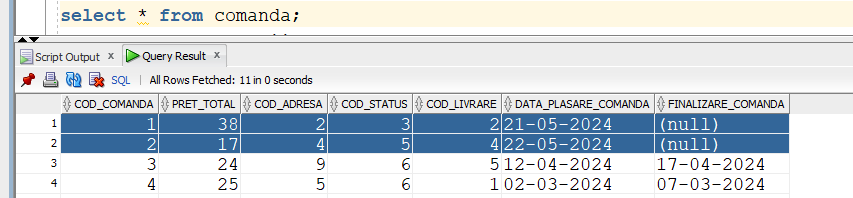 select * from comanda;
Script Output x Query Result x
SQL | All Rows Fetched: 11 in 0 seconds
COD_COMANDA PRET_TOTAL COD_ADRESA COD_STATUS COD_LIVRARE DATA_PLASARE_COMANDA FINALIZARE_COMANDA
1 1 38 2 3 2 21-05-2024 (null)
2 2 17 4 5 4 22-05-2024 (null)
3 3 24 9 6 5 12-04-2024 17-04-2024
4 4 25 5 6 1 02-03-2024 07-03-2024